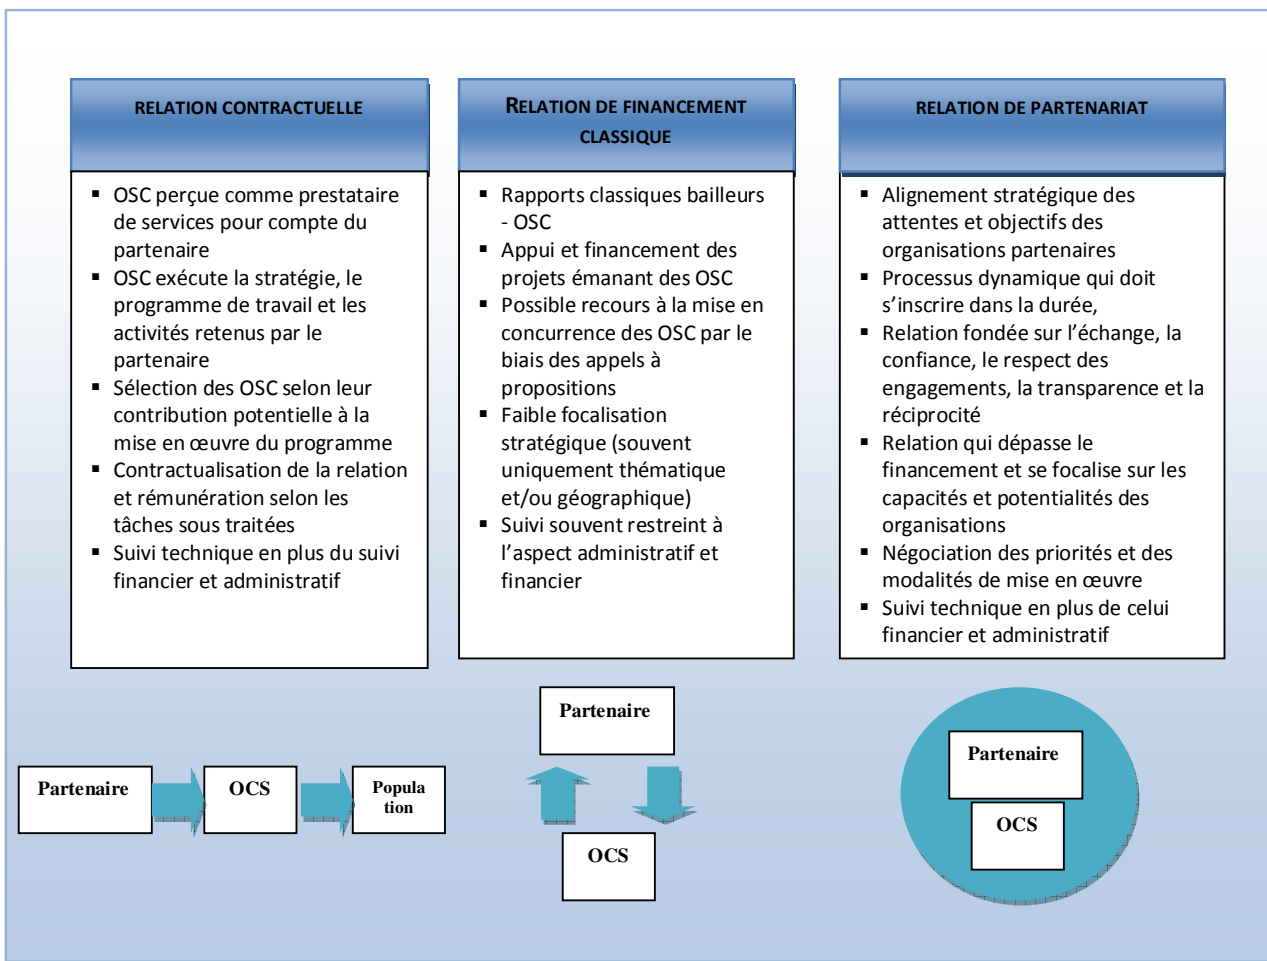 RELATION CONTRACTUELLE
▪ OSC perçue comme prestataire
de services pour compte du
partenaire
▪ OSC exécute la stratégie, le
programme de travail et les
activités retenus par le
partenaire
▪ Sélection des OSC selon leur
contribution potentielle à la
mise en œuvre du programme
▪ Contractualisation de la relation
et rémunération selon les
tâches sous traitées
▪ Suivi technique en plus du suivi
financier et administratif
RELATION DE FINANCEMENT
CLASSIQUE
▪ Rapports classiques bailleurs
- OSC
▪ Appui et financement des
projets émanant des OSC
▪ Possible recours à la mise en
concurrence des OSC par le
biais des appels à
propositions
▪ Faible focalisation
stratégique (souvent
uniquement thématique
et/ou géographique)
▪ Suivi souvent restreint à
l’aspect administratif et
financier
RELATION DE PARTENARIAT
▪ Alignement stratégique des
attentes et objectifs des
organisations partenaires
▪ Processus dynamique qui doit
s’inscrire dans la durée,
▪ Relation fondée sur l’échange, la
confiance, le respect des
engagements, la transparence et la
réciprocité
▪ Relation qui dépasse le
financement et se focalise sur les
capacités et potentialités des
organisations
▪ Négociation des priorités et des
modalités de mise en œuvre
▪ Suivi technique en plus de celui
financier et administratif
Partenaire
OCS
Popula
tion
Partenaire
OCS
Partenaire
OCS